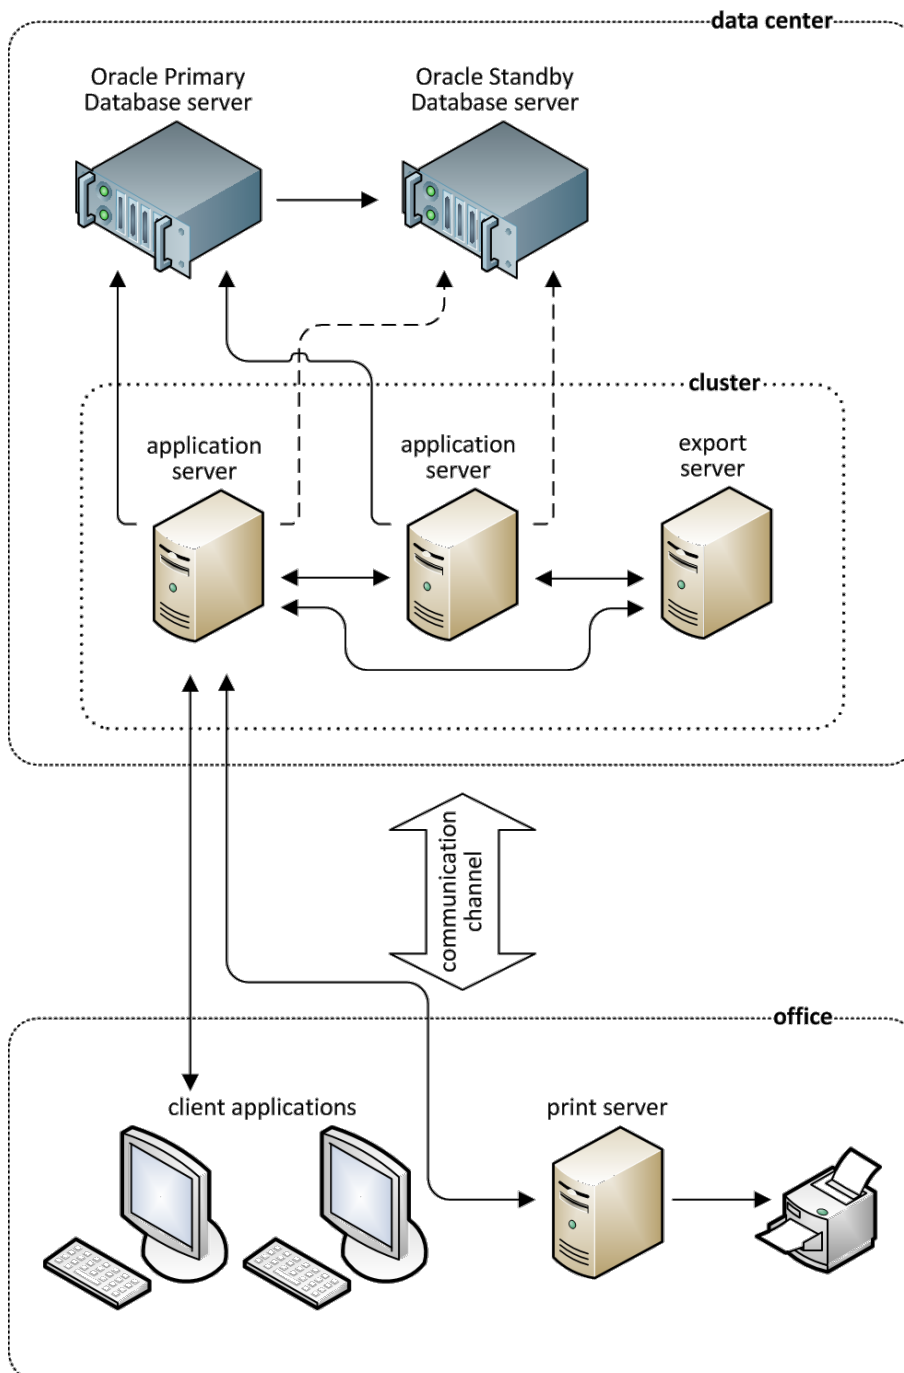 data center
Oracle Primary
Database server
Oracle Standby
Database server
cluster
application
server
application
server
export
server
communication
channel
office
client applications
print server